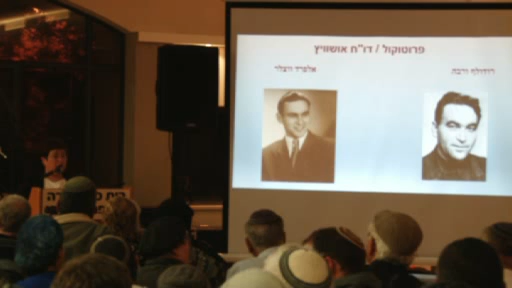 פרוטוקול / דו"ח אושוויץ
רודולף ורבה
אלפרד וצלר